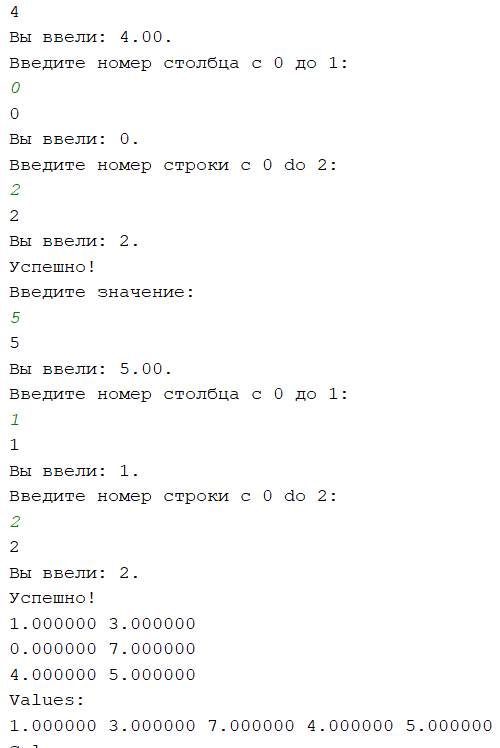 4
Вы ввели: 4.00.
Введите номер столбца с 0 до 1:
0
0
Вы ввели: 0.
Введите номер строки с 0 do 2:
2
2
Вы ввели: 2.
Успешно!
Введите значение:
5
5
Вы ввели: 5.00.
Введите номер столбца с 0 до 1:
1
1
Вы ввели: 1.
Введите номер строки с 0 do 2:
2
2
Вы ввели: 2.
Успешно!
1.000000 3.000000
0.000000 7.000000
4.000000 5.000000
Values:
1.000000 3.000000 7.000000 4.000000 5.000000